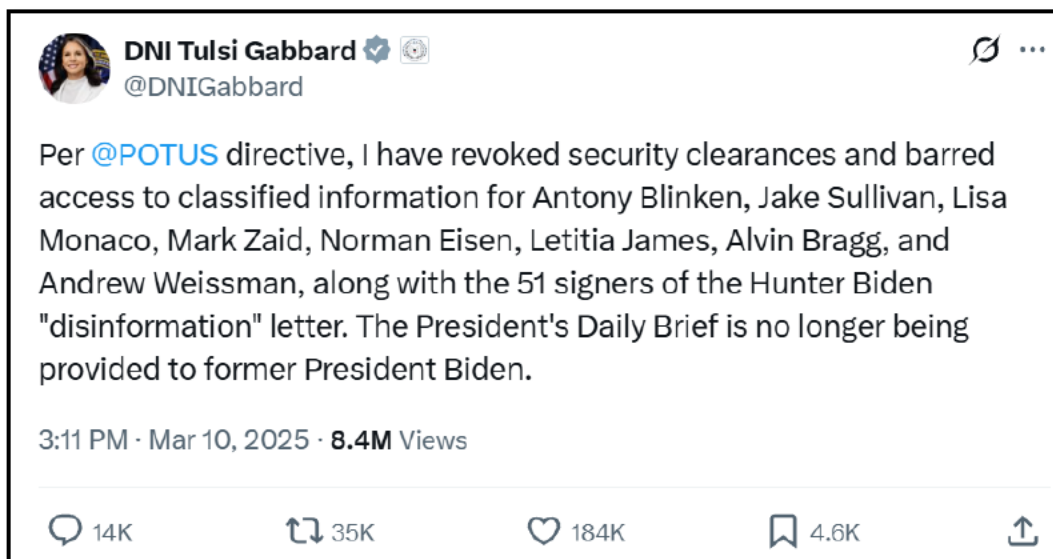 DNI Tulsi Gabbard
@DNIGabbard
Per @POTUS directive, I have revoked security clearances and barred
access to classified information for Antony Blinken, Jake Sullivan, Lisa
Monaco, Mark Zaid, Norman Eisen, Letitia James, Alvin Bragg, and
Andrew Weissman, along with the 51 signers of the Hunter Biden
"disinformation" letter. The President's Daily Brief is no longer being
provided to former President Biden.
3:11 PM · Mar 10, 2025 · 8.4M Views
14K 35K 184K 4.6K